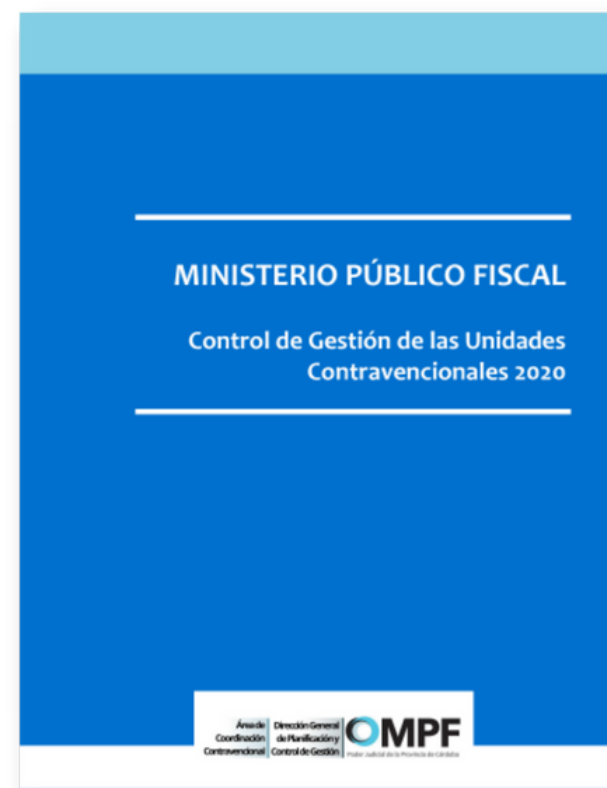 MINISTERIO PÚBLICO FISCAL
Control de Gestión de las Unidades
Contravencionales 2020
Área de
Coordinación
Contravencional
Dirección General
de Planificación y
Control de Gestión
MPF
Poder Judicial de la Provincia de Córdoba